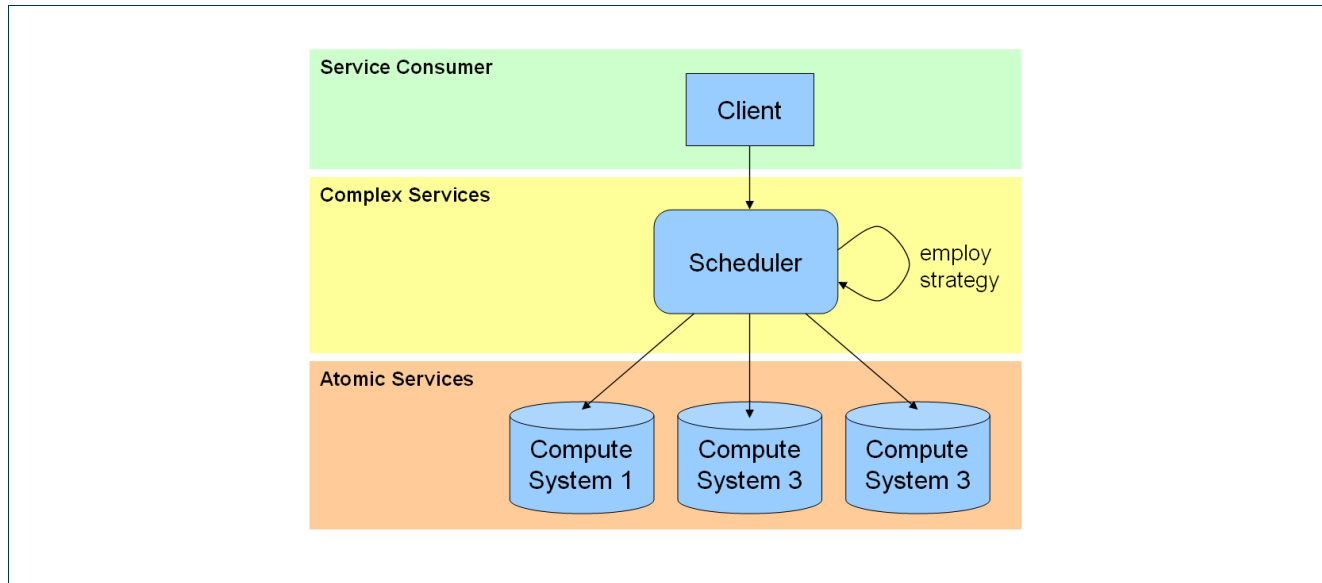 Service Consumer
Client
Complex Services
Scheduler
employ
strategy
Atomic Services
Compute
System 1
Compute
System 3
Compute
System 3